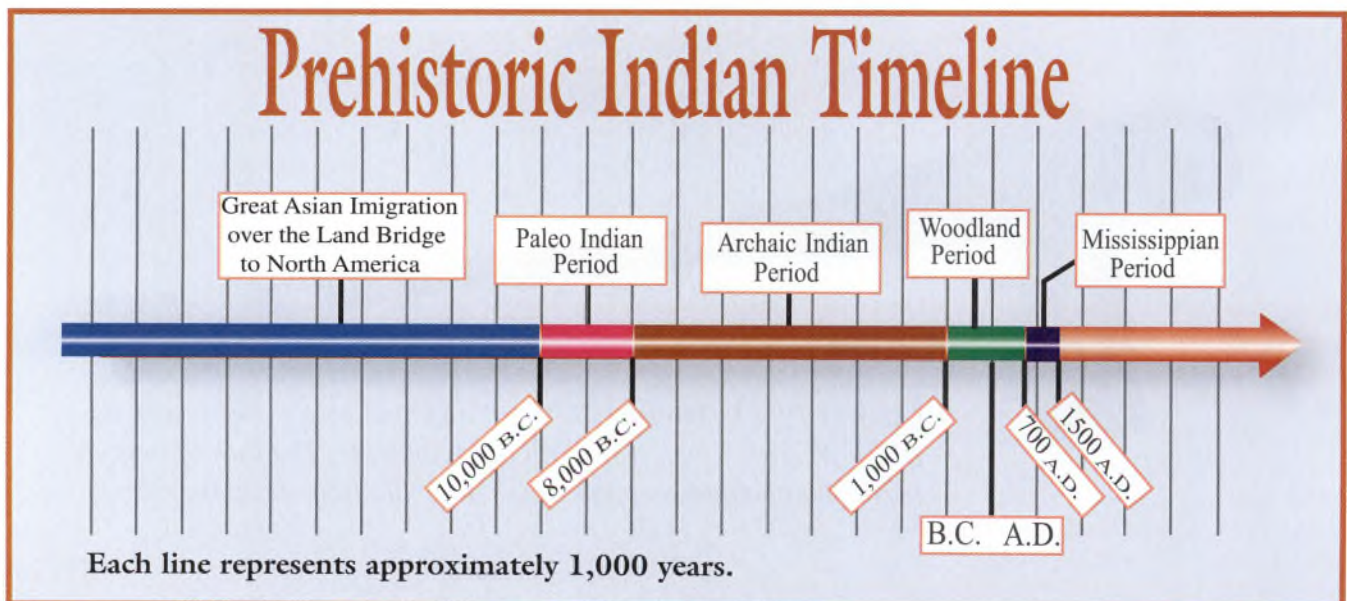 Prehistoric Indian Timeline
Great Asian Imigration
over the Land Bridge
to North America
Paleo Indian
Period
Archaic Indian
Period
Woodland
Period
Mississippian
Period
10,000 B.C.
8,000 B.C.
1,000 B.C.
700 A.D.
1500 A.D.
B.C. A.D.
Each line represents approximately 1,000 years.